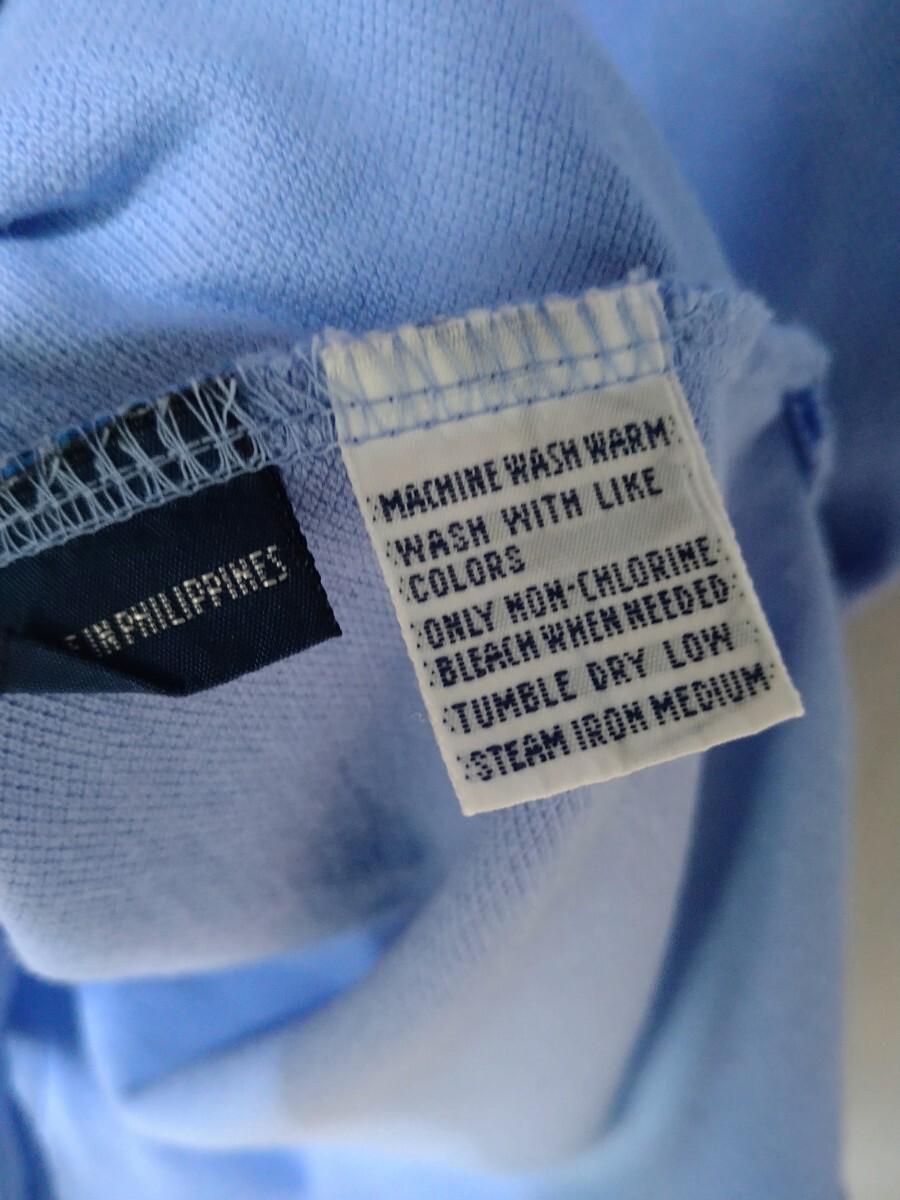 MACHINE WASH WARM
WASH WITH LIKE
COLORS
ONLY NON-CHLORINE
BLEACH WHEN NEEDED
TUMBLE DRY LOW
STEAM IRON MEDIUM
E IN PHILIPPINES